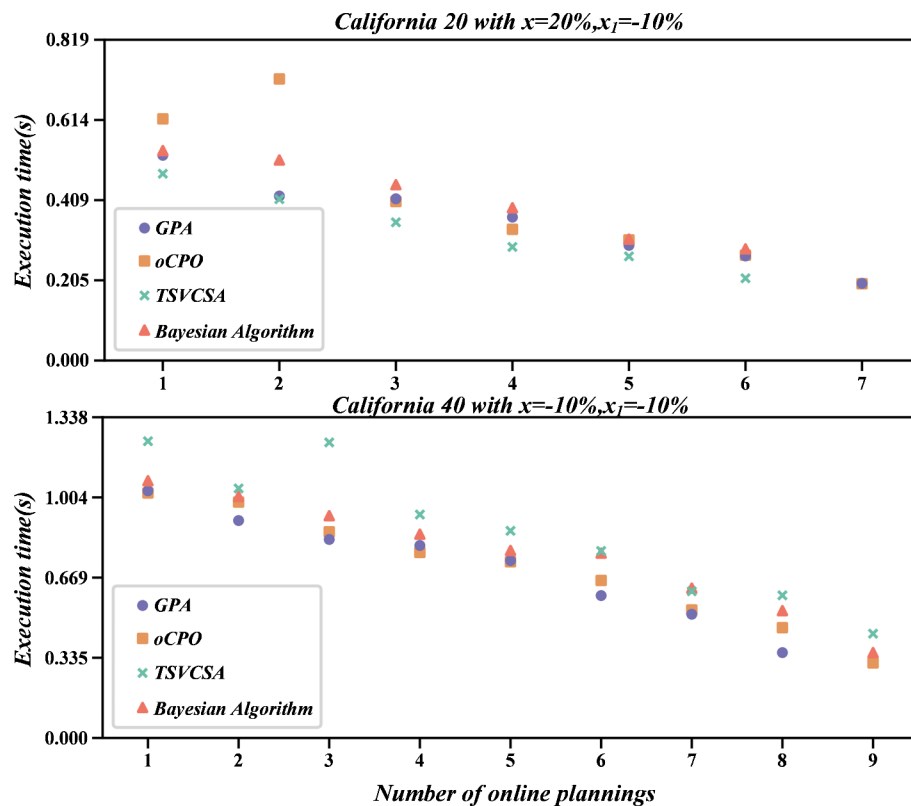 California 20 with x=20%,x1=-10%
Execution time(s)
0.819
0.614
0.409
0.205
0.000
GPA
oCPO
TSVCSA
Bayesian Algorithm
1 2 3 4 5 6 7
California 40 with x=-10%,x1=-10%
Execution time(s)
1.338
1.004
0.669
0.335
0.000
GPA
oCPO
TSVCSA
Bayesian Algorithm
1 2 3 4 5 6 7 8 9
Number of online plannings